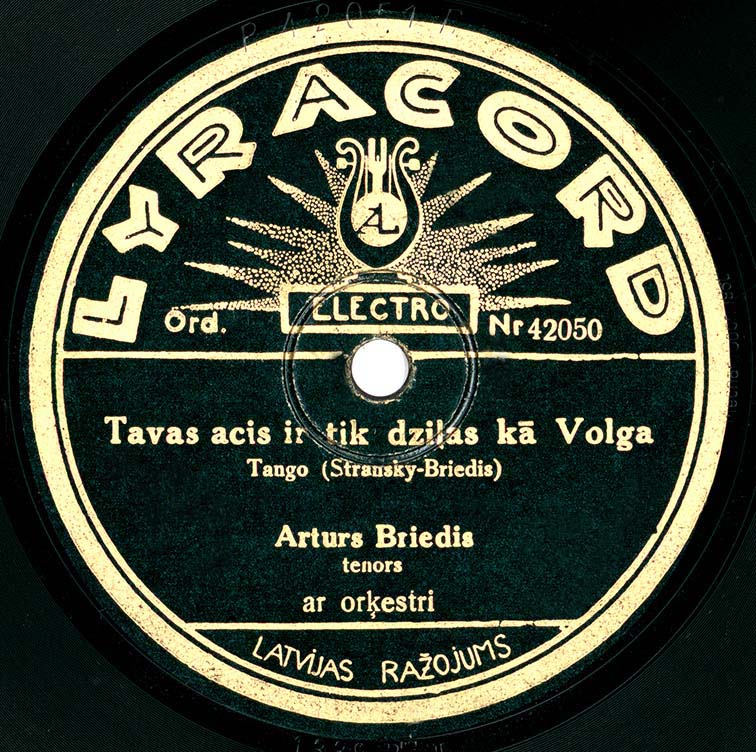 LYRACORD
AL
ELECTRO
Ord. Nr 42050
Tavas acis ir tik dziļas kā Volga
Tango (Stransky-Briedis)
Arturs Briedis
tenors
ar orķestri
LATVIJAS RAŽOJUMS